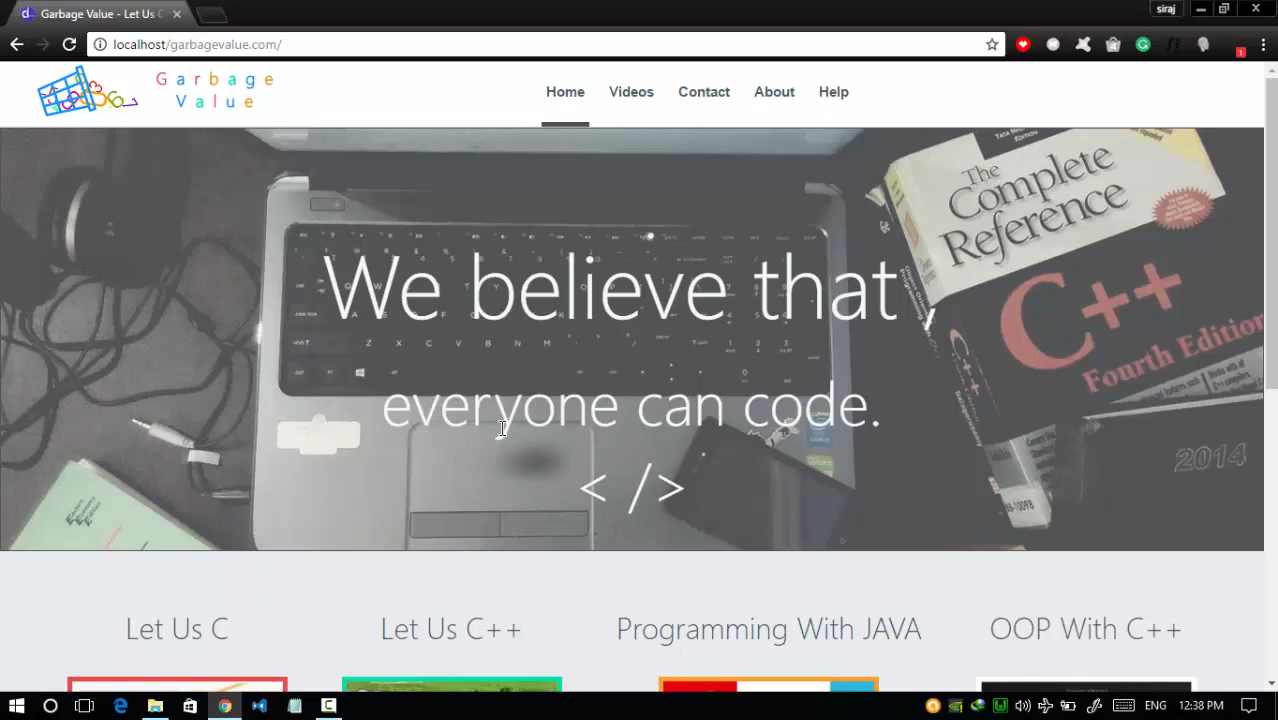 Garbage Value - Let Us C
siraj
localhost/garbagevalue.com/
1
Garbage
Value
Home
Videos
Contact
About
Help
The
Complete
Reference
C++
Fourth Edition
2014
We believe that,
everyone can code.
< />
Let Us C
Let Us C++
Programming With JAVA
OOP With C++
ENG
12:38 PM